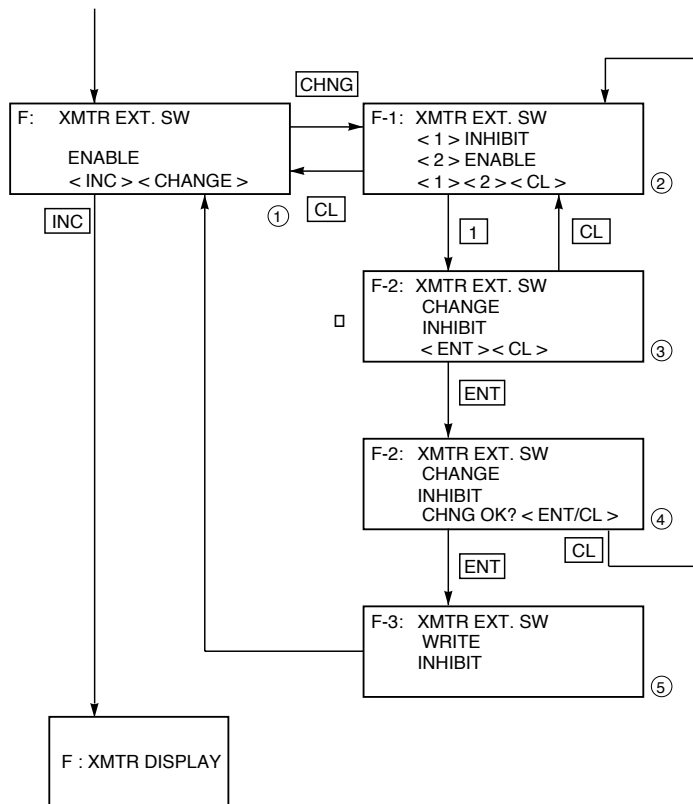 CHNG
F: XMTR EXT. SW
ENABLE
< INC > < CHANGE >
1
INC
CL
F-1: XMTR EXT. SW
< 1 > INHIBIT
< 2 > ENABLE
< 1 > < 2 > < CL >
2
1
CL
F-2: XMTR EXT. SW
CHANGE
INHIBIT
< ENT > < CL >
3
ENT
F-2: XMTR EXT. SW
CHANGE
INHIBIT
CHNG OK? < ENT/CL >
4
CL
ENT
F-3: XMTR EXT. SW
WRITE
INHIBIT
5
F : XMTR DISPLAY